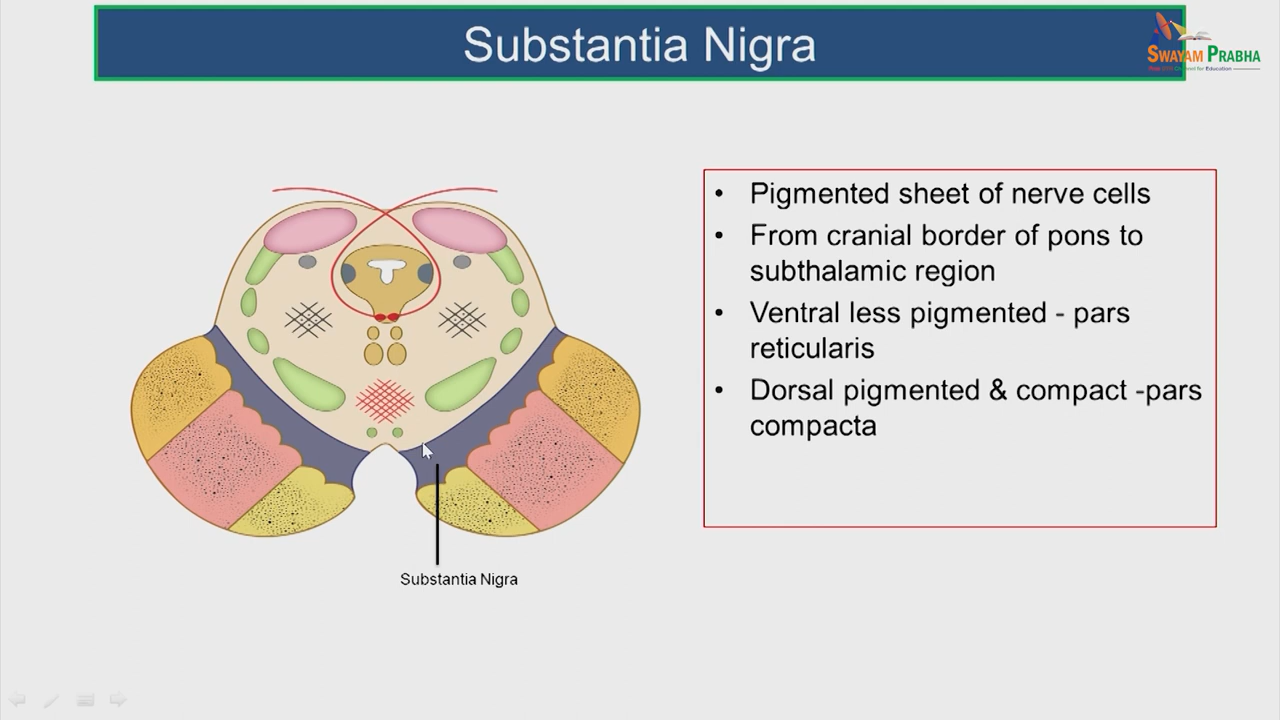 Substantia Nigra
SWAYAM PRABHA
• Pigmented sheet of nerve cells
• From cranial border of pons to
subthalamic region
• Ventral less pigmented - pars
reticularis
• Dorsal pigmented & compact -pars
compacta
Substantia Nigra